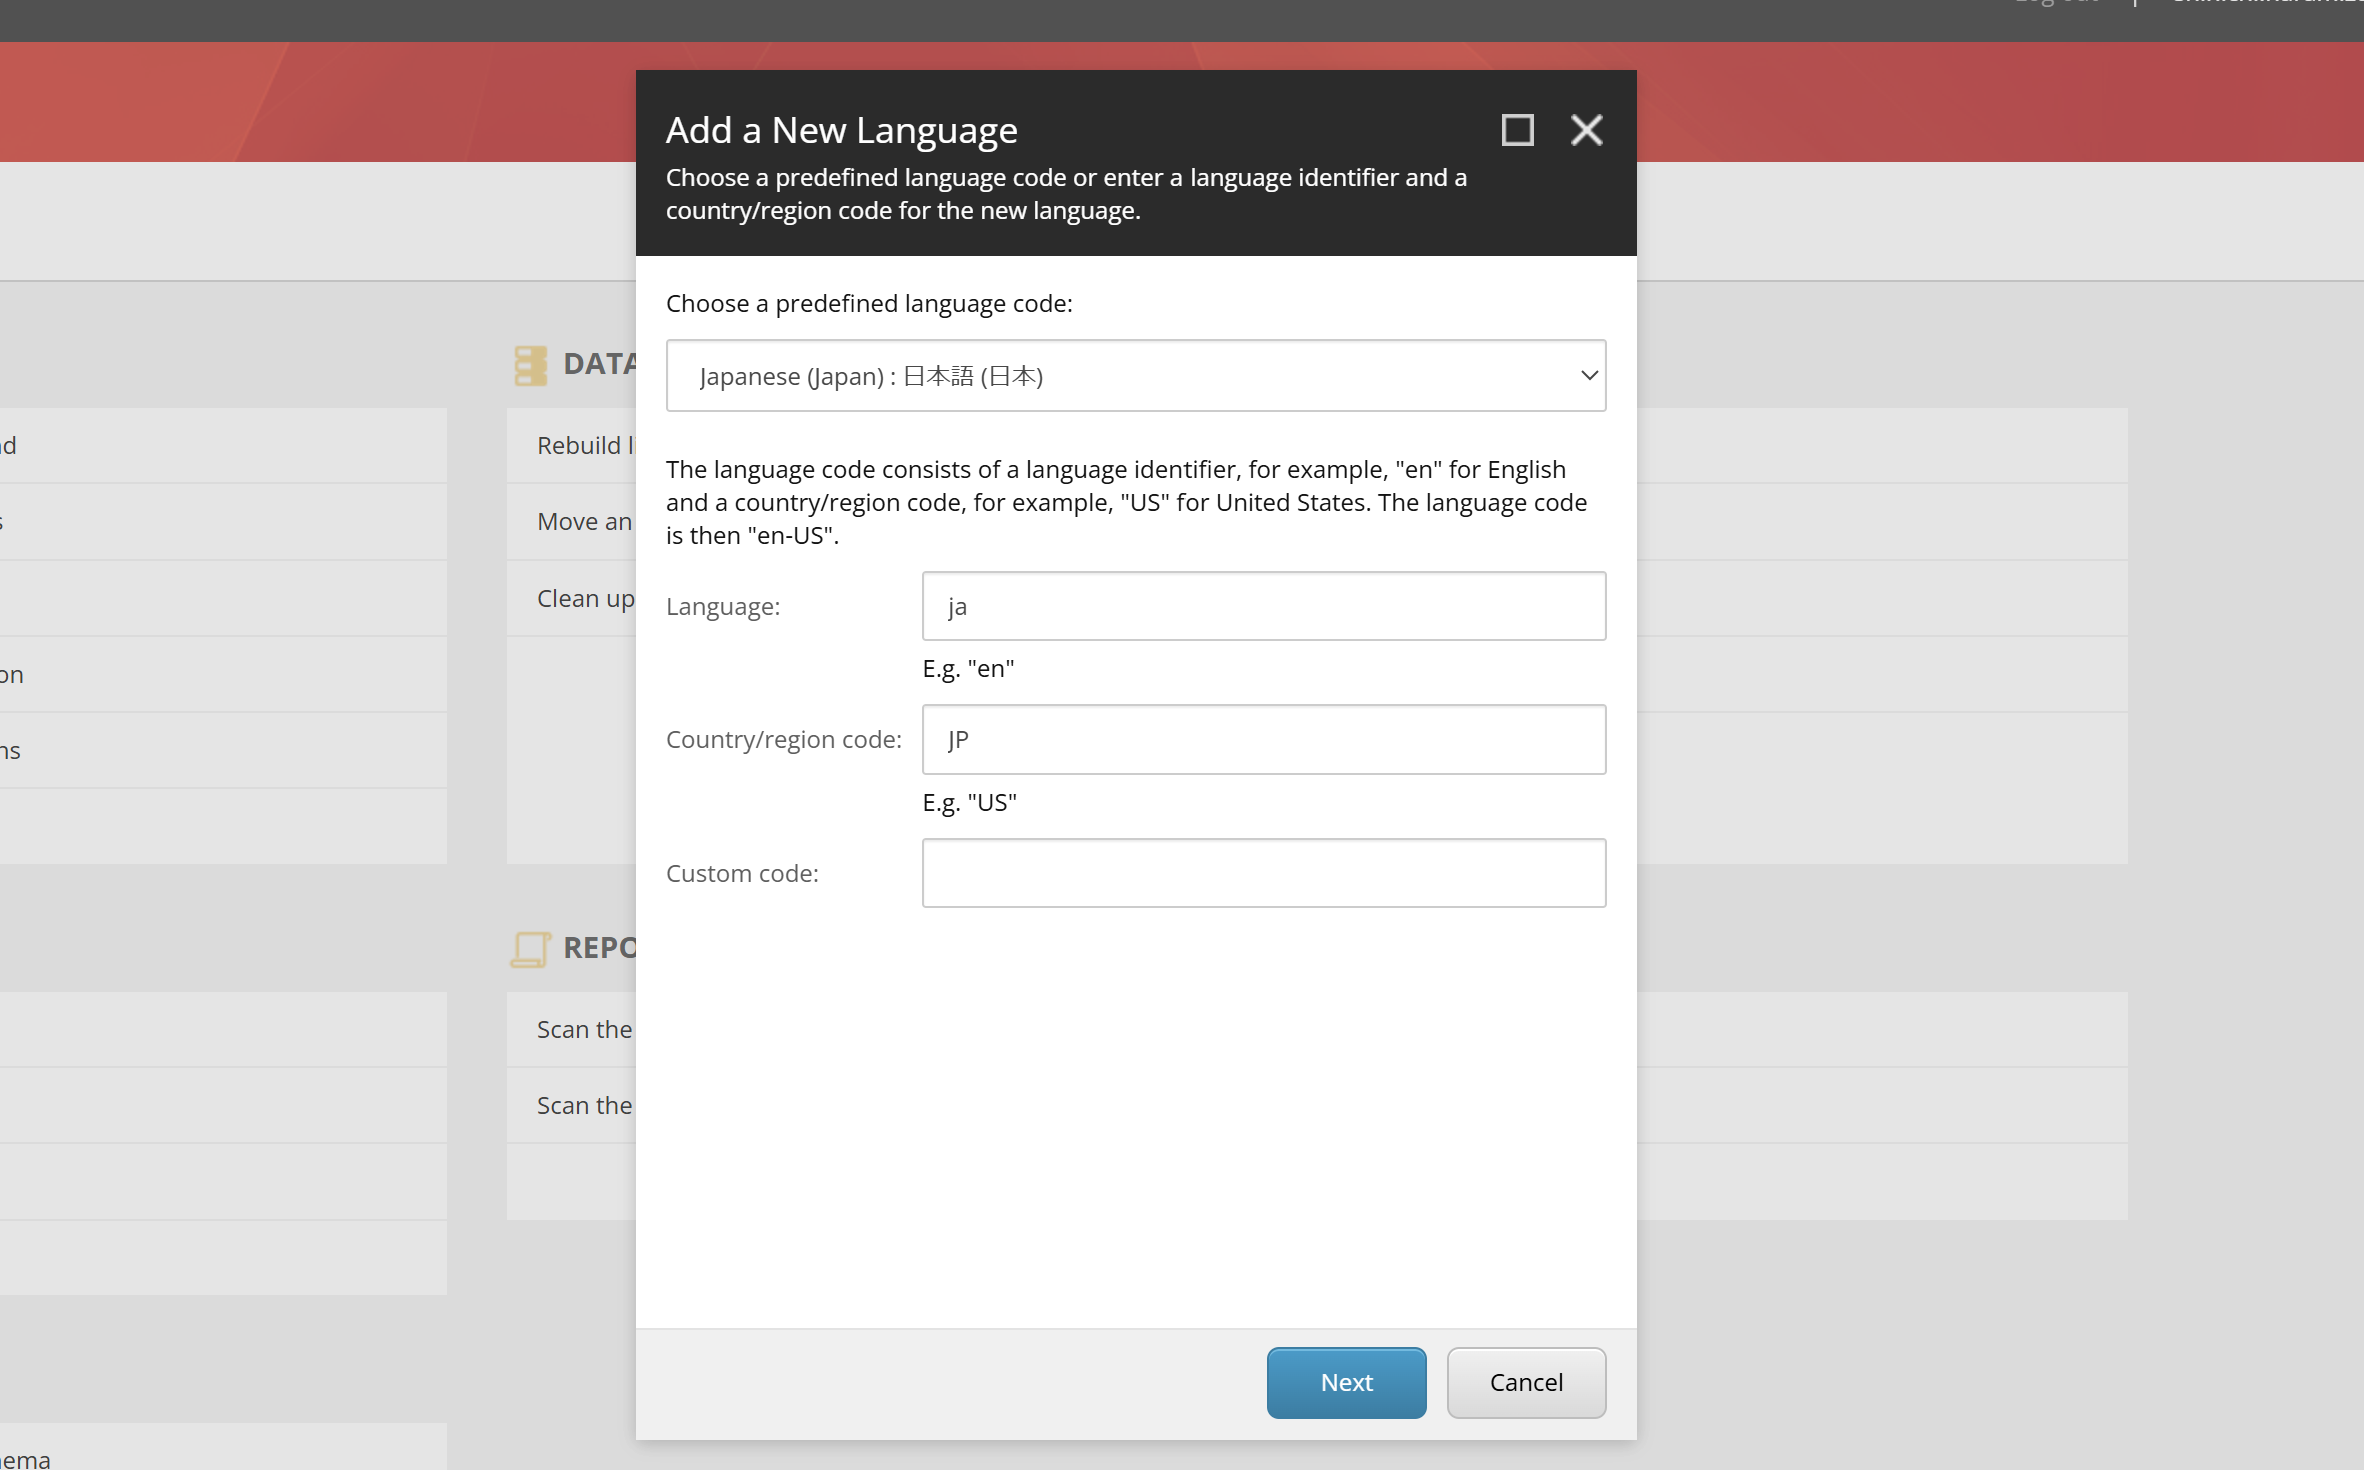 Add a New Language
Choose a predefined language code or enter a language identifier and a
country/region code for the new language.
Choose a predefined language code:
Japanese (Japan) : 日本語 (日本)
The language code consists of a language identifier, for example, "en" for English
and a country/region code, for example, "US" for United States. The language code
is then "en-US".
Language:
ja
E.g. "en"
Country/region code:
JP
E.g. "US"
Custom code:
Next
Cancel
DATA
Rebuild
Move an
Clean up
REPO
Scan the
Scan the